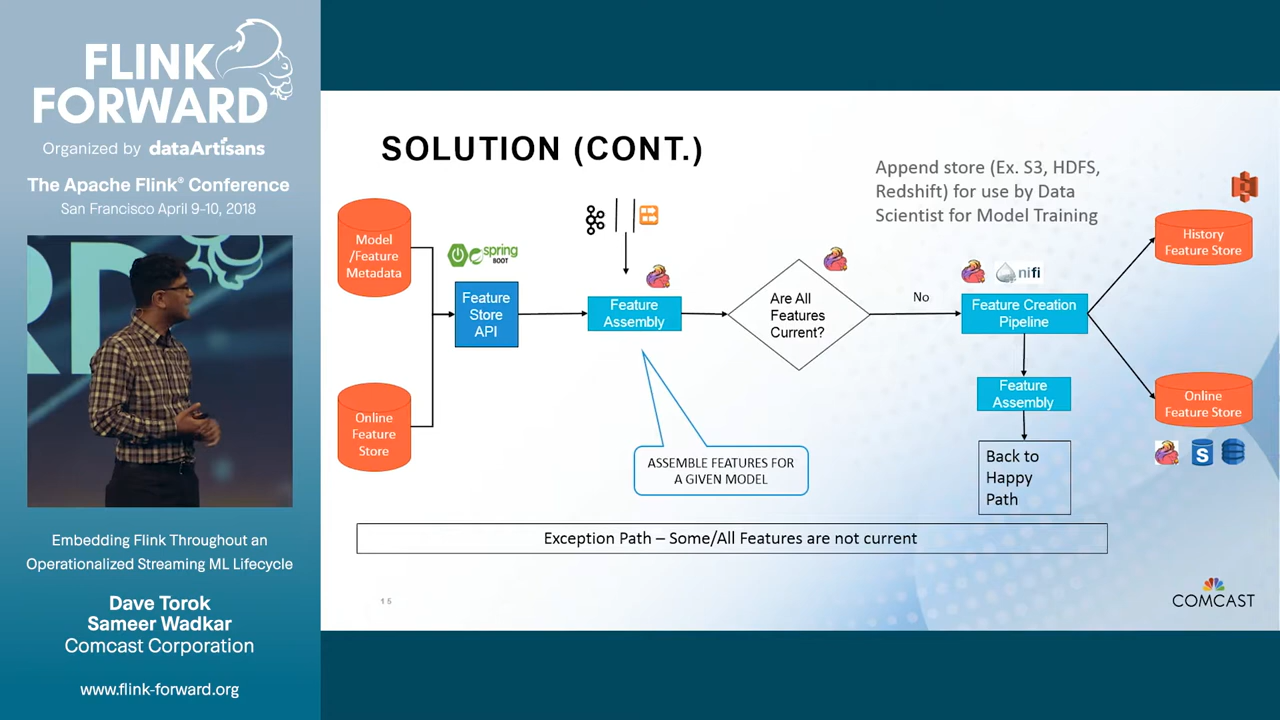 FLINK
FORWARD
Organized by dataArtisans
The Apache Flink® Conference
San Francisco April 9-10, 2018
RD
Embedding Flink Throughout an
Operationalized Streaming ML Lifecycle
Dave Torok
Sameer Wadkar
Comcast Corporation
www.flink-forward.org
SOLUTION (CONT.)
Append store (Ex. S3, HDFS,
Redshift) for use by Data
Scientist for Model Training
Model
/Feature
Metadata
spring
BOOT
Feature
Store
API
Online
Feature
Store
Feature
Assembly
ASSEMBLE FEATURES FOR
A GIVEN MODEL
Are All
Features
Current?
No
nifi
Feature Creation
Pipeline
History
Feature Store
Feature
Assembly
Online
Feature Store
S
Back to
Happy
Path
Exception Path – Some/All Features are not current
15
COMCAST